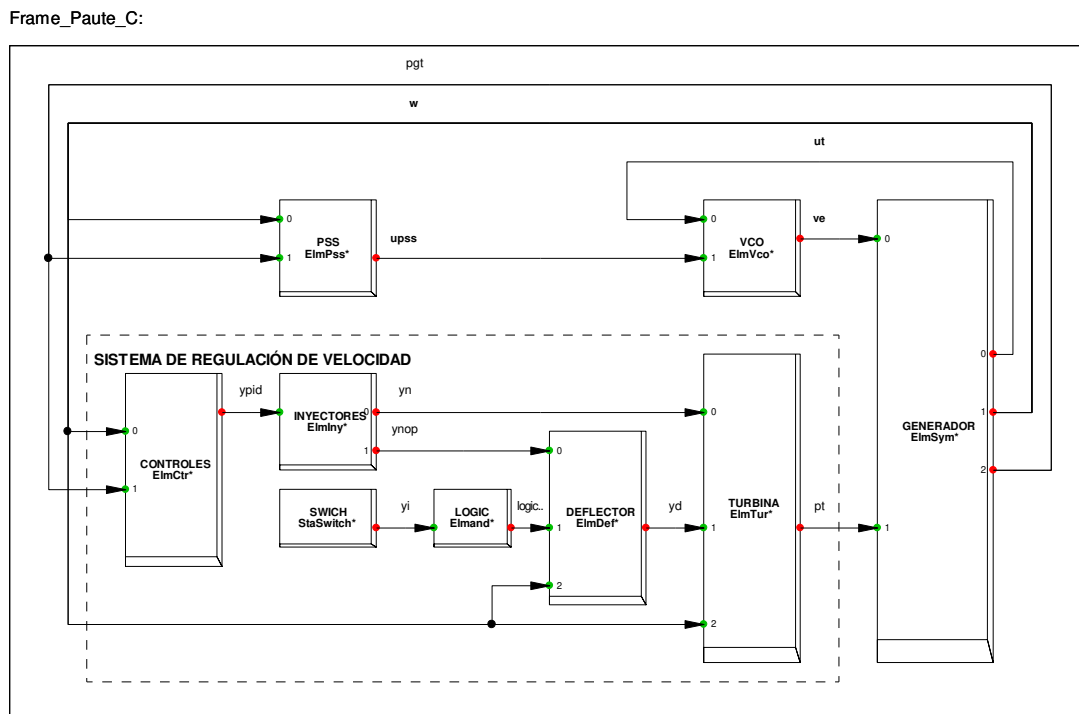 Frame_Paute_C:
pgt
w
ut
0
1
PSS
ElmPss*
upss
0
1
VCO
ElmVco*
ve
0
SISTEMA DE REGULACIÓN DE VELOCIDAD
0
1
CONTROLES
ElmCtr*
ypid
INYECTORES
ElmIny*
0
1
yn
ynop
SWICH
StaSwitch*
yi
LOGIC
Elmand*
logic..
0
1
2
DEFLECTOR
ElmDef*
yd
0
1
2
TURBINA
ElmTur*
pt
1
GENERADOR
ElmSym*
0
1
2